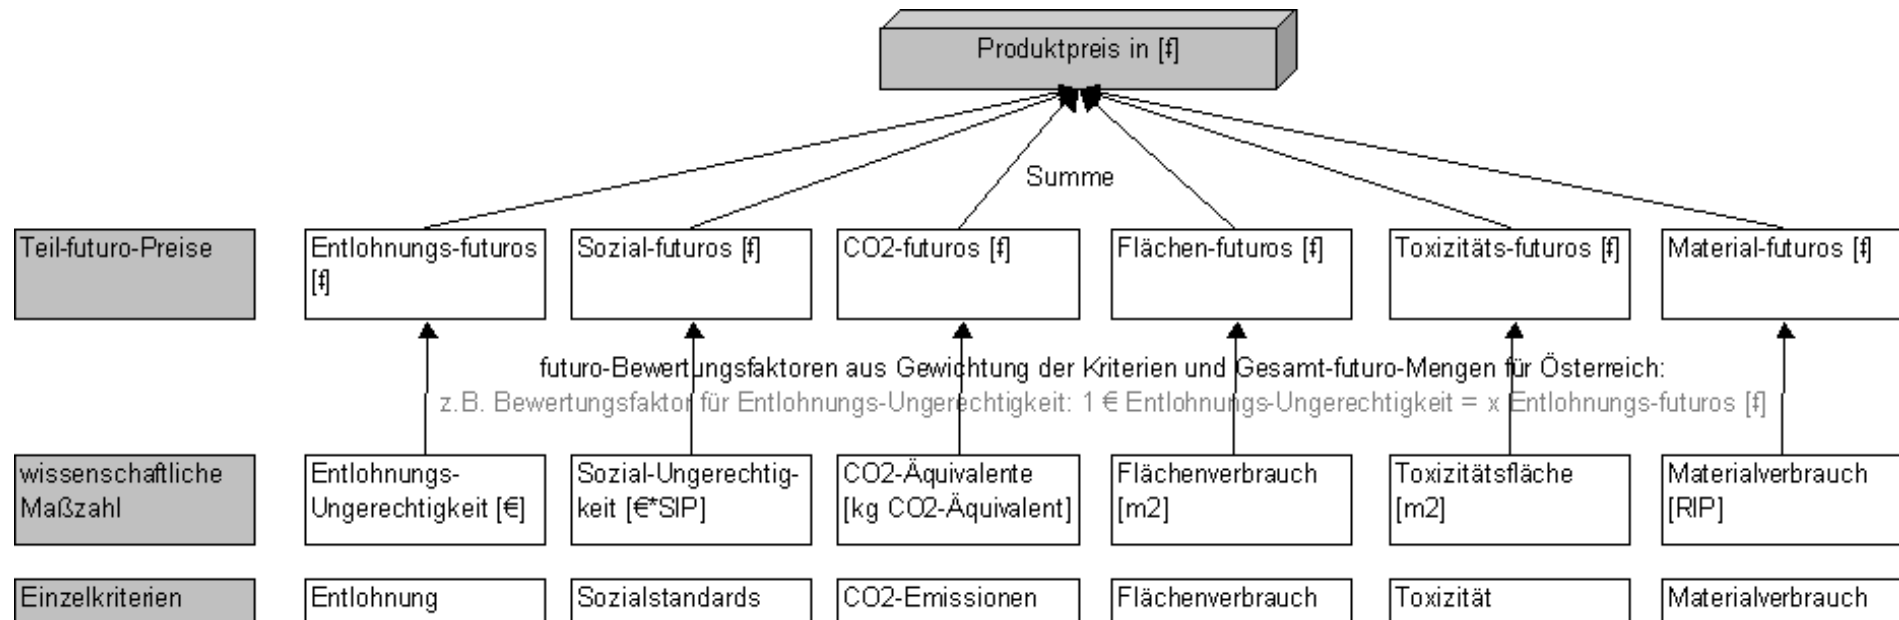 Produktpreis in [ⱡ]
Summe
Teil-futuro-Preise
Entlohnungs-futuros
[ⱡ]
Sozial-futuros [ⱡ]
CO2-futuros [ⱡ]
Flächen-futuros [ⱡ]
Toxizitäts-futuros [ⱡ]
Material-futuros [ⱡ]
futuro-Bewertungsfaktoren aus Gewichtung der Kriterien und Gesamt-futuro-Mengen für Österreich:
z.B. Bewertungsfaktor für Entlohnungs-Ungerechtigkeit: 1 € Entlohnungs-Ungerechtigkeit = x Entlohnungs-futuros [ⱡ]
wissenschaftliche
Maßzahl
Entlohnungs-
Ungerechtigkeit [€]
Sozial-Ungerechtig-
keit [€*SIP]
CO2-Äquivalente
[kg CO2-Äquivalent]
Flächenverbrauch
[m2]
Toxizitätsfläche
[m2]
Materialverbrauch
[RIP]
Einzelkriterien
Entlohnung
Sozialstandards
CO2-Emissionen
Flächenverbrauch
Toxizität
Materialverbrauch